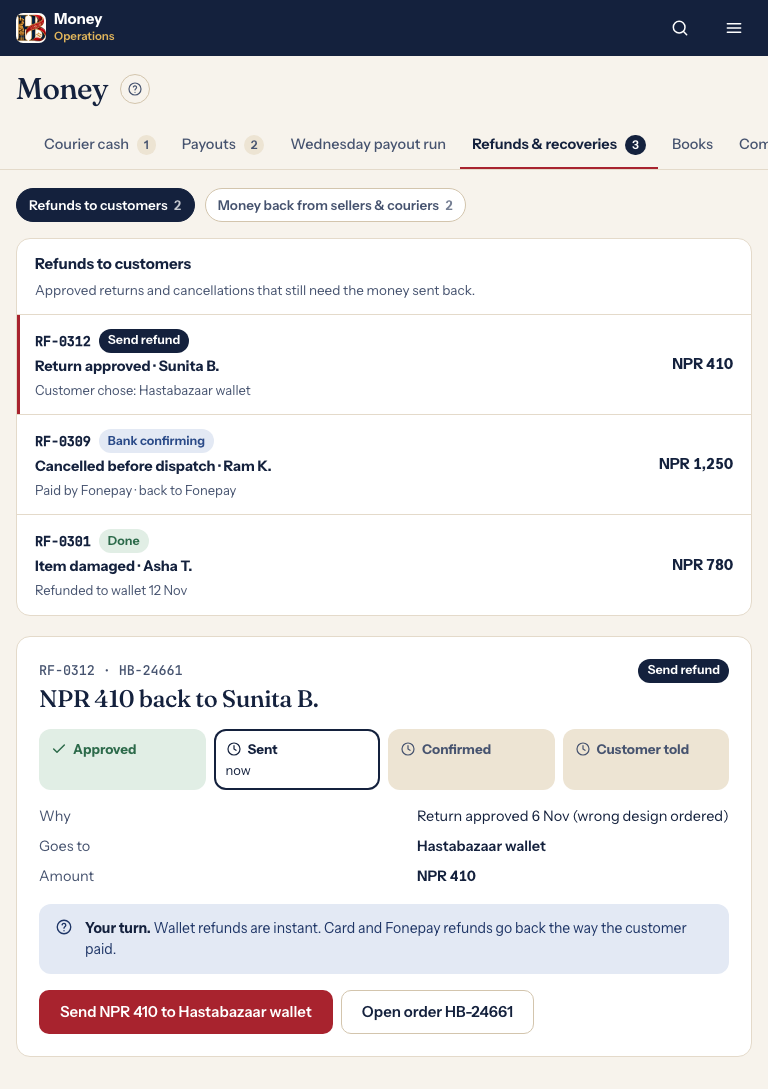 Money
Operations
Money
Courier cash 1 Payouts 2 Wednesday payout run Refunds & recoveries 3 Books Com
Refunds to customers 2 Money back from sellers & couriers 2
Refunds to customers
Approved returns and cancellations that still need the money sent back.
RF-0312 Send refund
Return approved · Sunita B.
NPR 410
Customer chose: Hastabazaar wallet
RF-0309 Bank confirming
Cancelled before dispatch · Ram K.
NPR 1,250
Paid by Fonepay · back to Fonepay
RF-0301 Done
Item damaged · Asha T.
NPR 780
Refunded to wallet 12 Nov
RF-0312 · HB-24661
Send refund
NPR 410 back to Sunita B.
Approved Sent Confirmed Customer told
now
Why Return approved 6 Nov (wrong design ordered)
Goes to Hastabazaar wallet
Amount NPR 410
Your turn. Wallet refunds are instant. Card and Fonepay refunds go back the way the customer
paid.
Send NPR 410 to Hastabazaar wallet Open order HB-24661